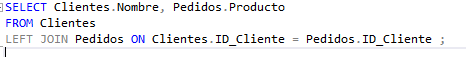 SELECT Clientes.Nombre, Pedidos.Producto
FROM Clientes
LEFT JOIN Pedidos ON Clientes.ID_Cliente = Pedidos.ID_Cliente ;